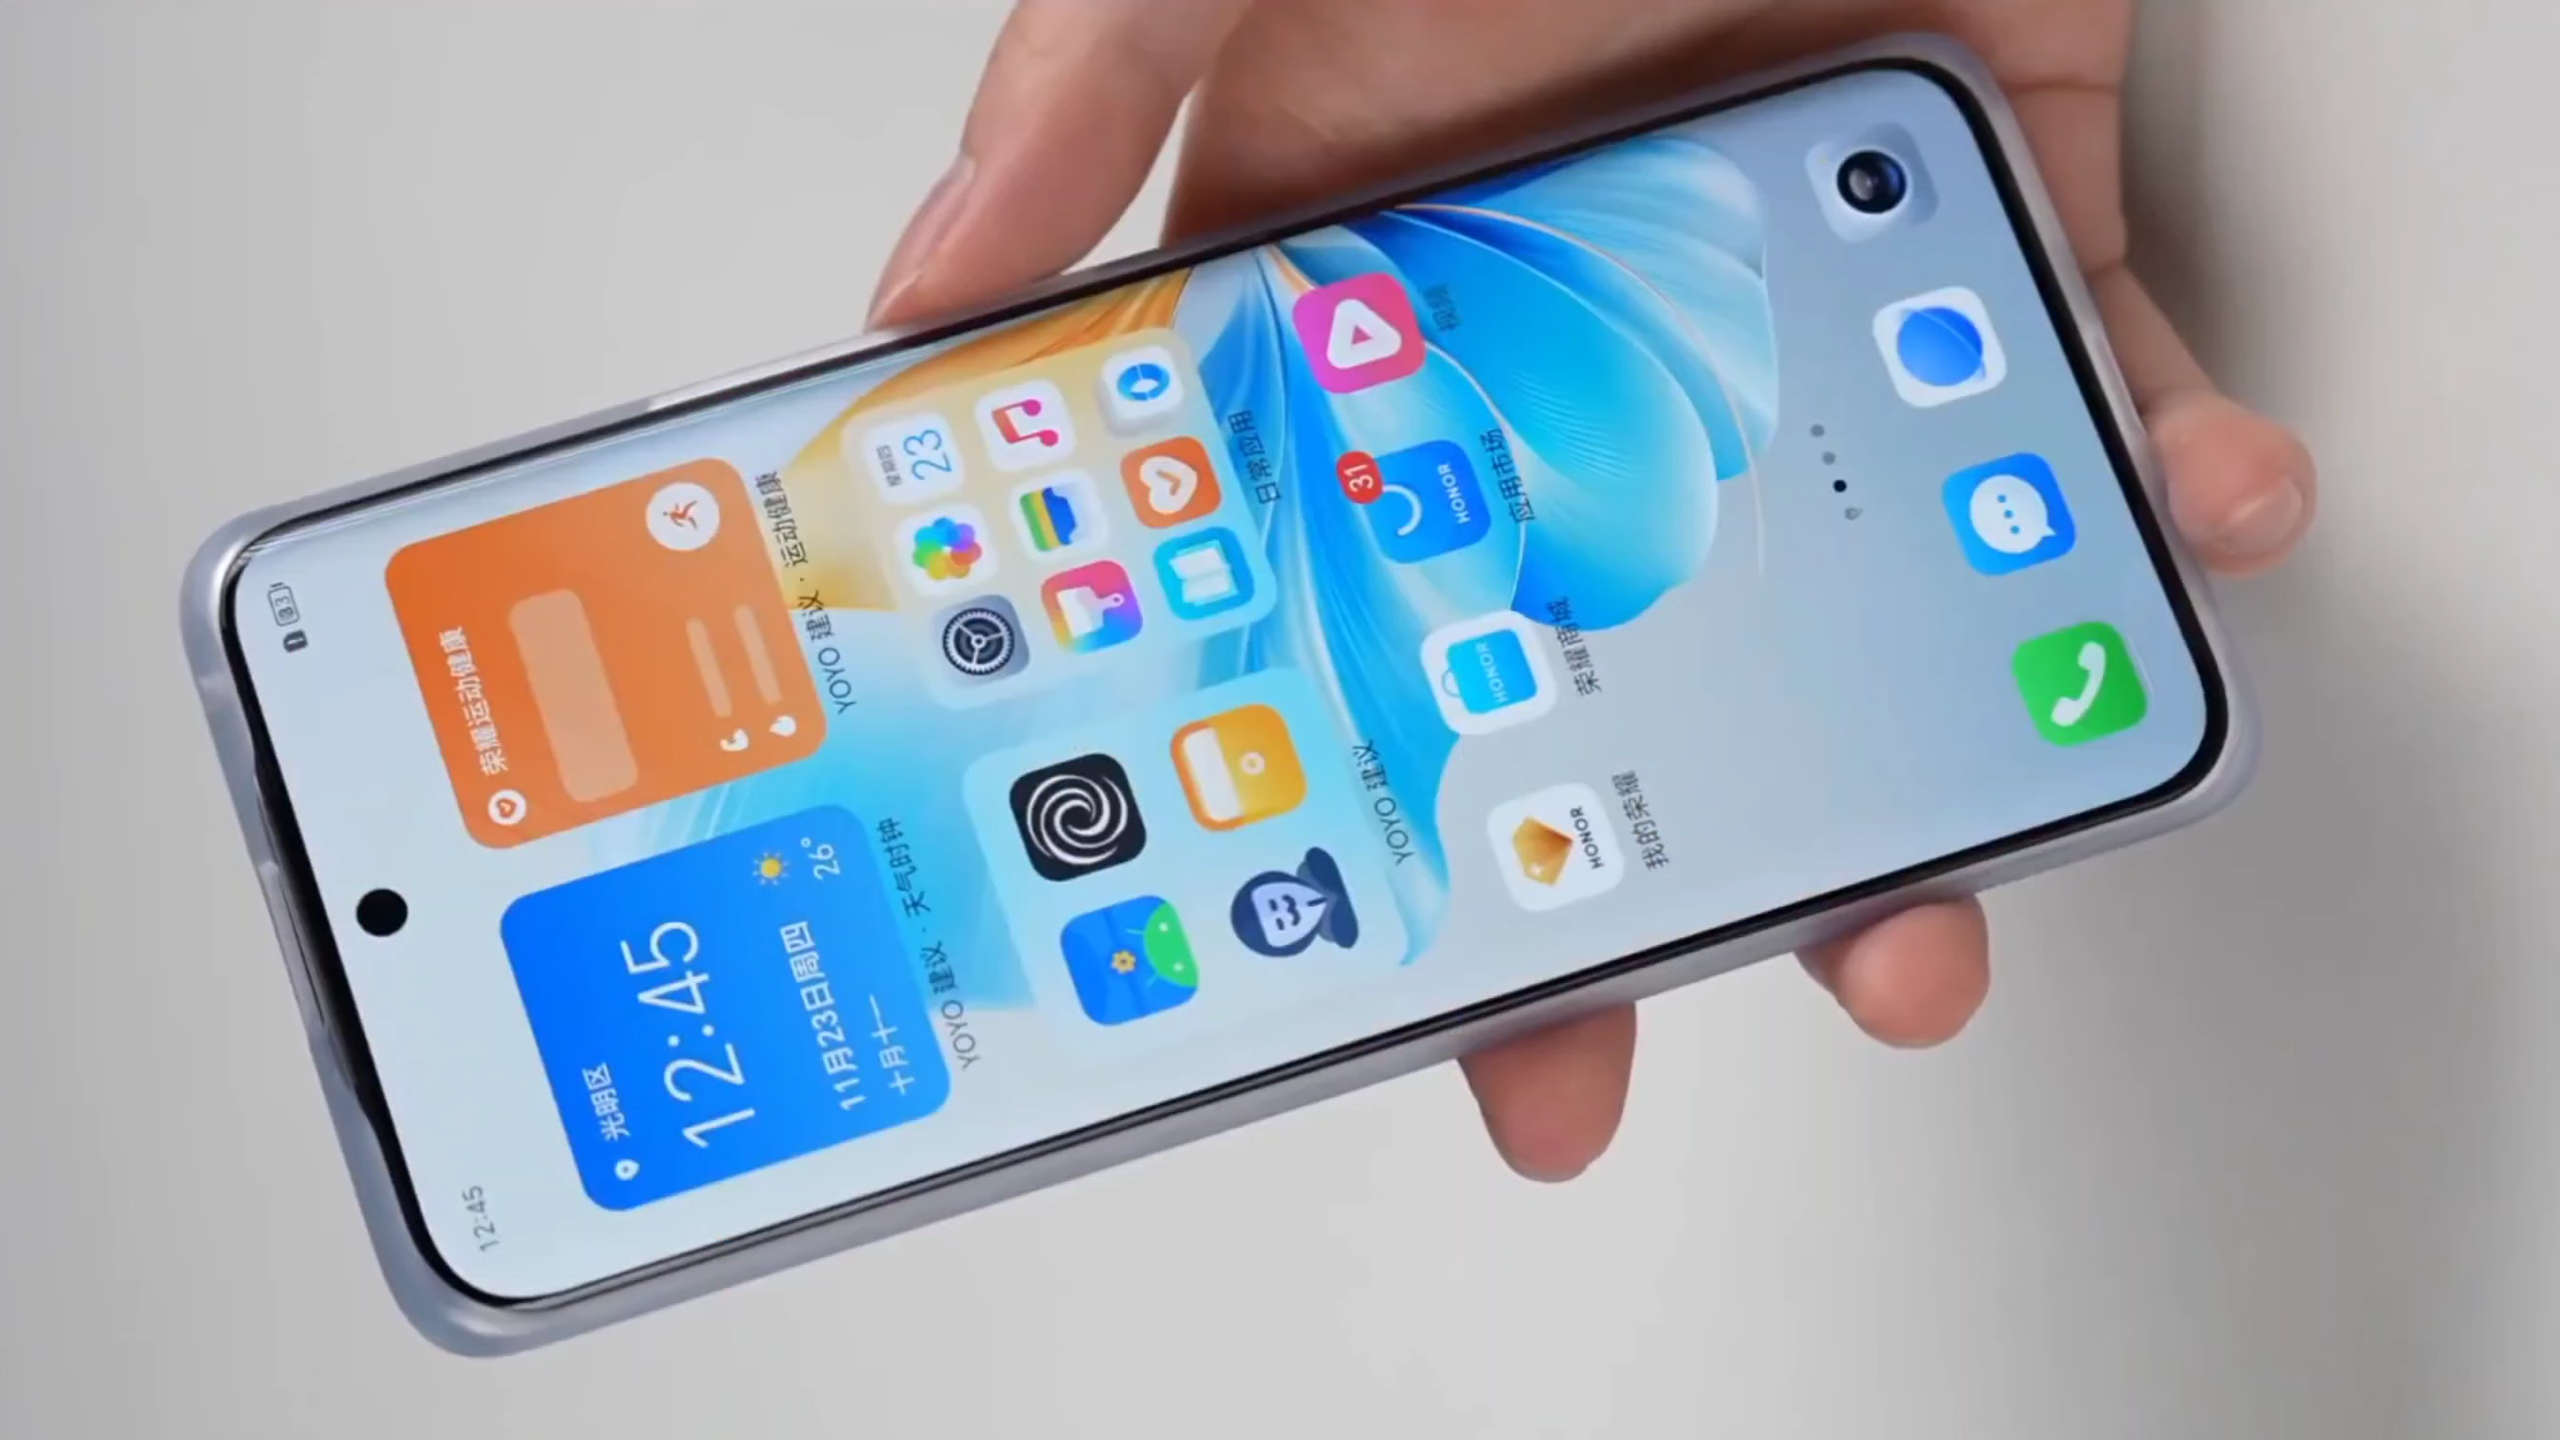 12:45
83
光明区
12:45
11月23日周四
26°
十月十一
YOYO 建议 · 天气时钟
荣耀运动健康
YOYO 建议 · 运动健康
YOYO 建议
星期四
23
日常应用
HONOR
我的荣耀
HONOR
荣耀商城
31
HONOR
应用市场
视频